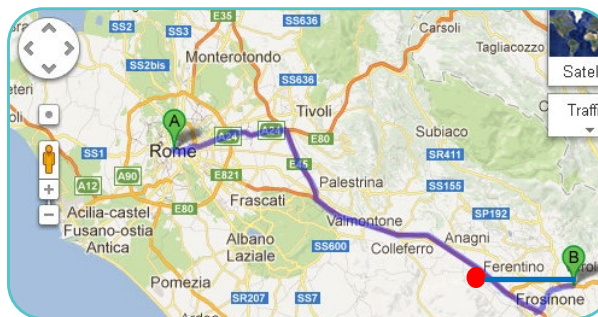 E35
SS636
Carsoli
SS2
SS3
Monterotondo
Tagliacozzo
SS2bis
SS636
Satel
Tivoli
Traffi
A
A24
A24
E80
Subiaco
SS1
Rome
SR411
E45
A90
E821
Palestrina
SS155
A12
Frascati
Acilia-castel
Fusano-ostia
Antica
E80
SP192
Valmontone
Anagni
Albano
Laziale
SS600
Colleferro
B
Ferentino
Pomezia
SR207
SS7
Frosinone